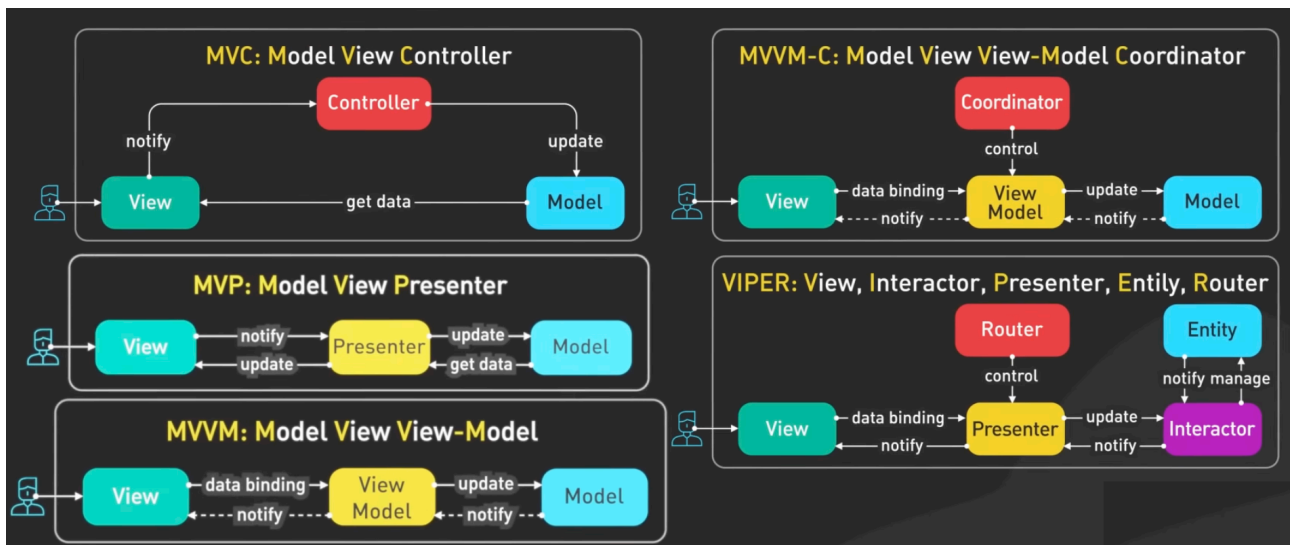 MVC: Model View Controller
Controller
notify
update
View
get data
Model
MVP: Model View Presenter
View
notify
update
Presenter
update
get data
Model
MVVM: Model View View-Model
View
data binding
notify
View
Model
update
notify
Model
MVVM-C: Model View View-Model Coordinator
Coordinator
control
View
data binding
notify
View
Model
update
notify
Model
VIPER: View, Interactor, Presenter, Entily, Router
Router
Entity
control
notify manage
View
data binding
notify
Presenter
update
notify
Interactor